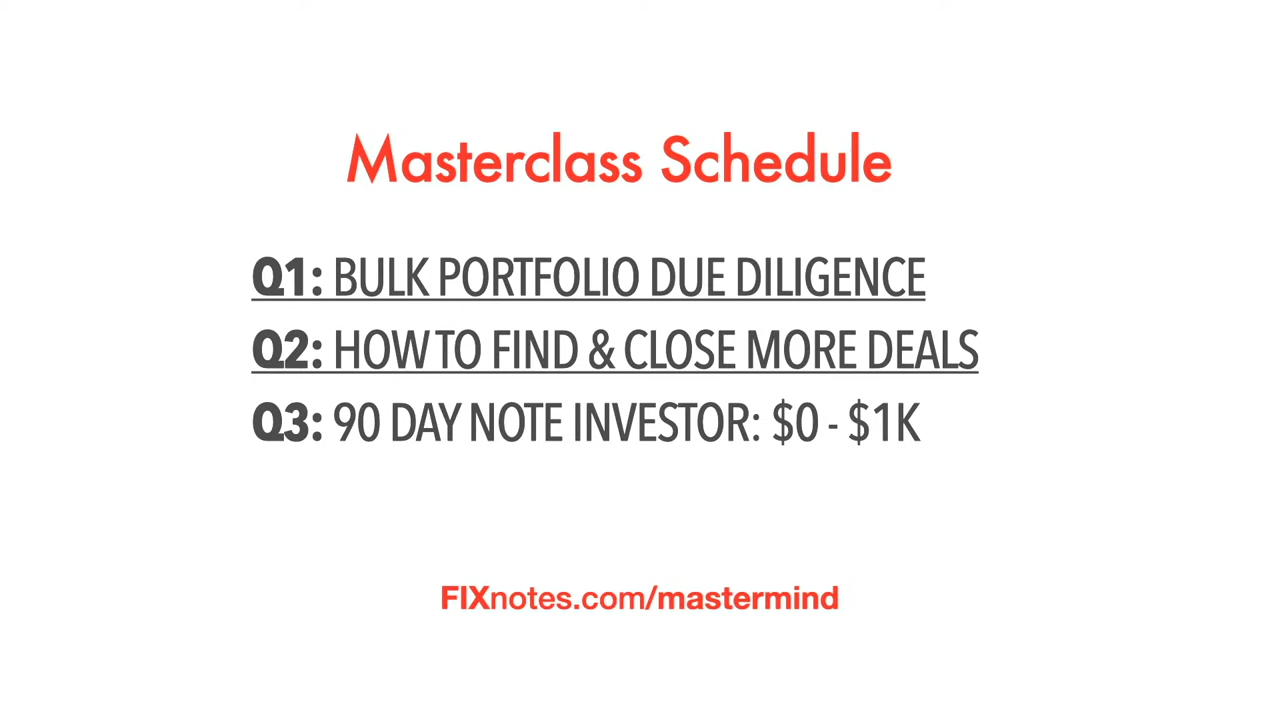 Masterclass Schedule
Q1: BULK PORTFOLIO DUE DILIGENCE
Q2: HOW TO FIND & CLOSE MORE DEALS
Q3: 90 DAY NOTE INVESTOR: $0 - $1K
FIXnotes.com/mastermind